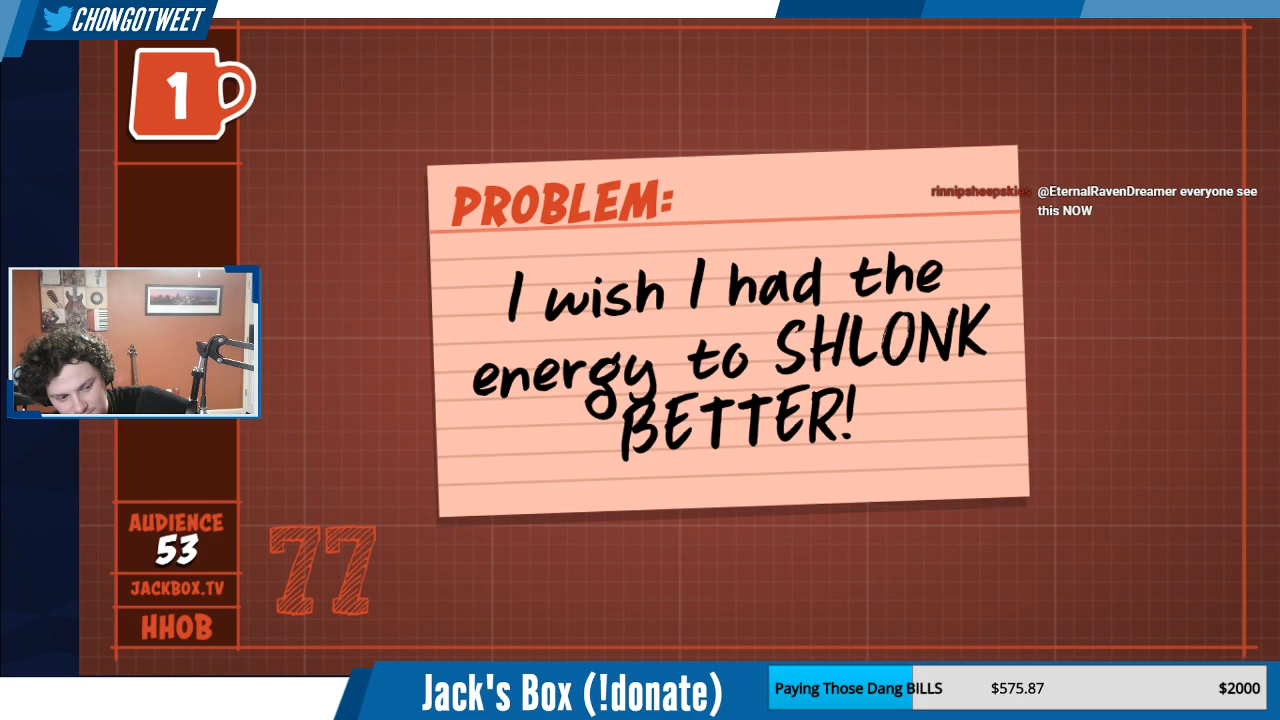 CHONGOTWEET
1
PROBLEM:
I wish I had the
energy to SHLONK
BETTER!
rinnipsheepskies @EternalRavenDreamer everyone see
this NOW
AUDIENCE
53
JACKBOX.TV
HHOB
77
Jack's Box (!donate)
Paying Those Dang BILLS $575.87 $2000